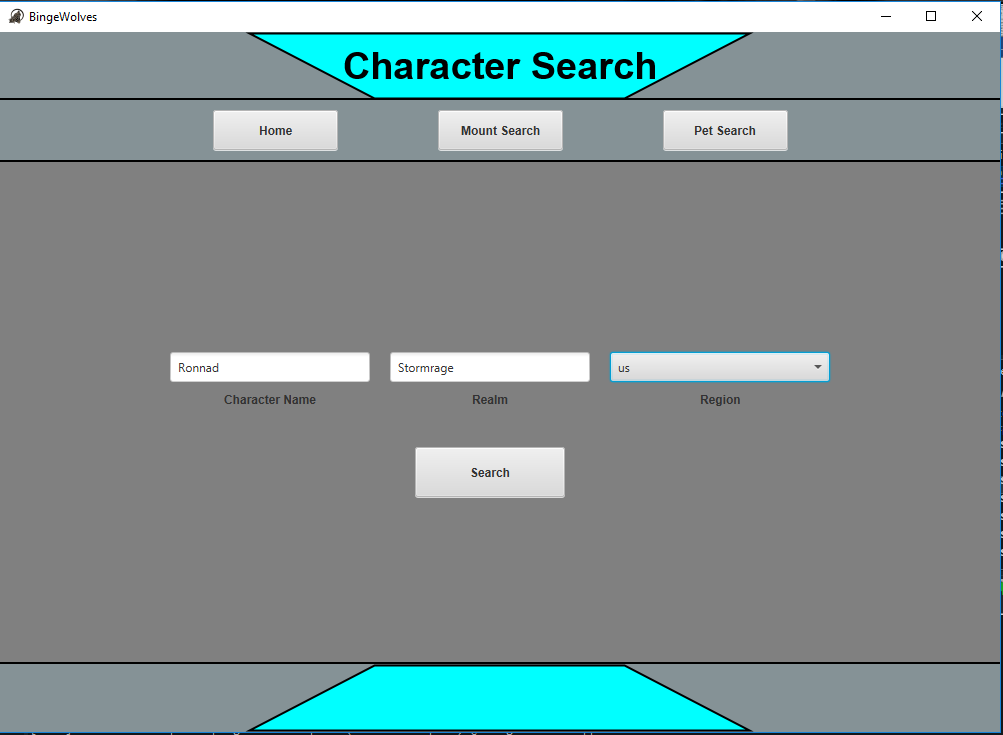 BingeWolves
Character Search
Home Mount Search Pet Search
Ronnad Stormrage us
Character Name Realm Region
Search